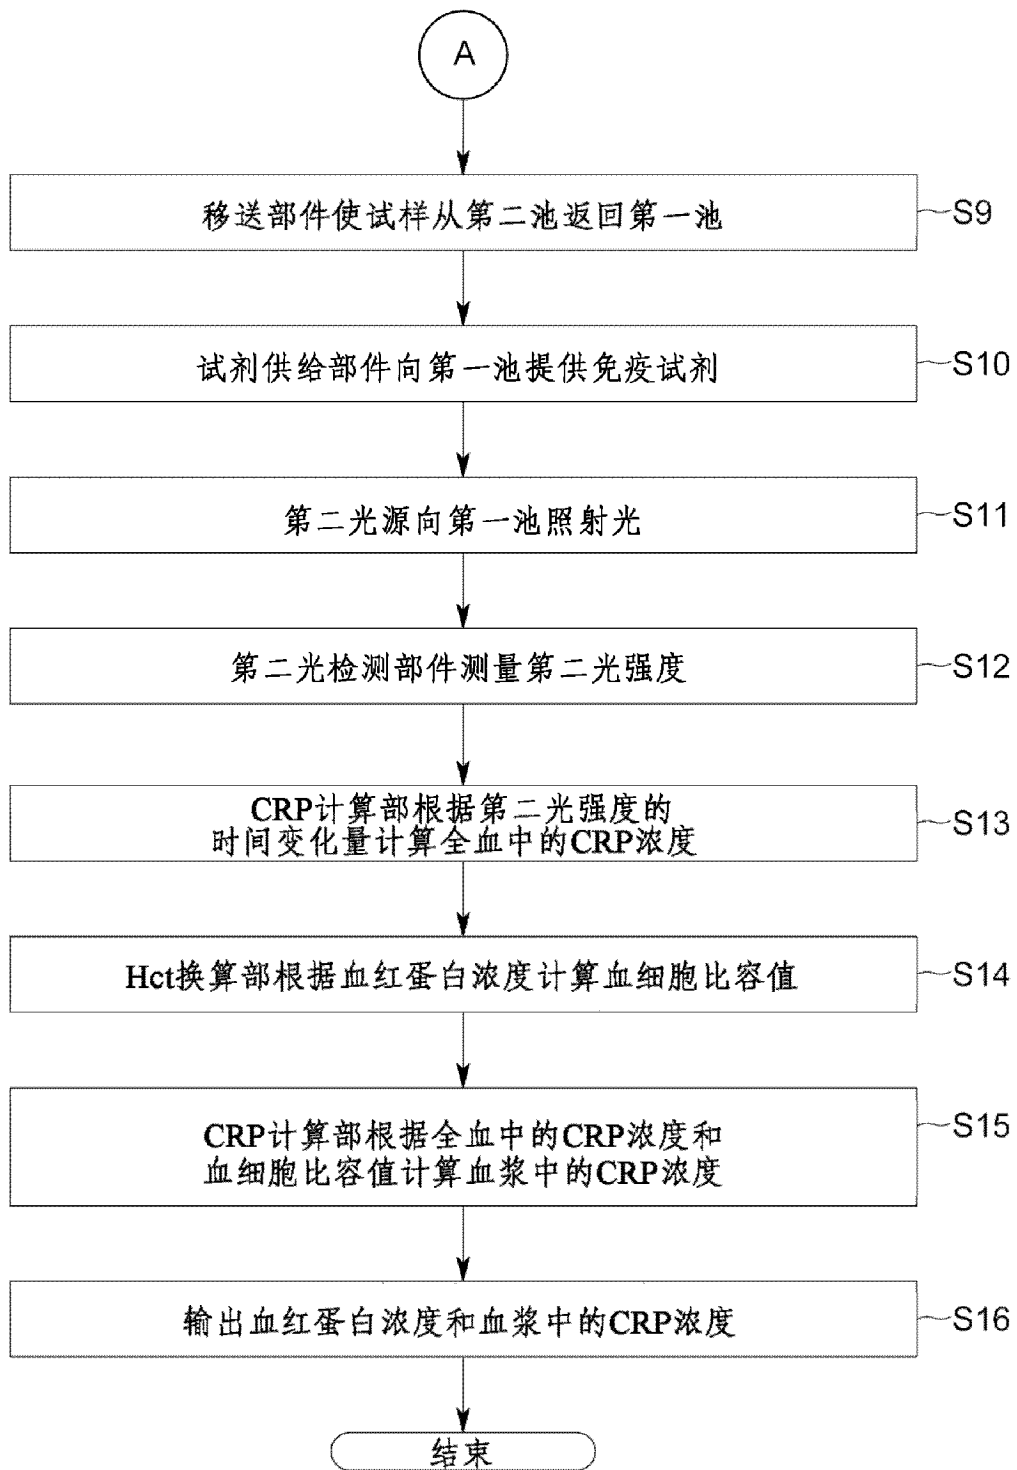 A
移送部件使试样从第二池返回第一池
S9
试剂供给部件向第一池提供免疫试剂
S10
第二光源向第一池照射光
S11
第二光检测部件测量第二光强度
S12
CRP计算部根据第二光强度的
时间变化量计算全血中的CRP浓度
S13
Hct换算部根据血红蛋白浓度计算血细胞比容值
S14
CRP计算部根据全血中的CRP浓度和
血细胞比容值计算血浆中的CRP浓度
S15
输出血红蛋白浓度和血浆中的CRP浓度
S16
结束